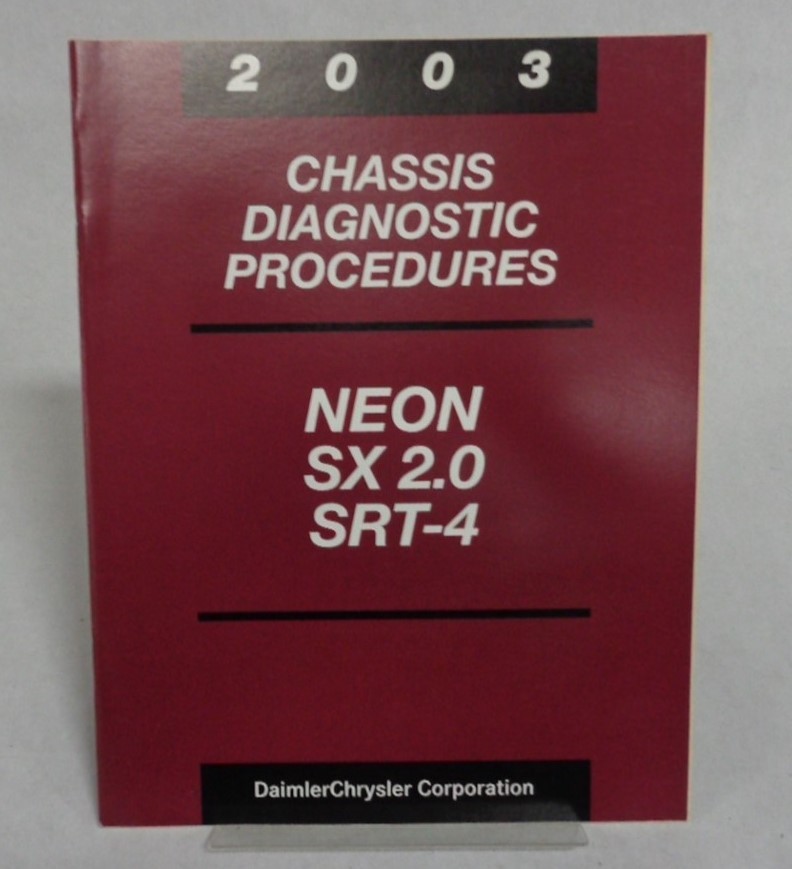 2 0 0 3
CHASSIS
DIAGNOSTIC
PROCEDURES
NEON
SX 2.0
SRT-4
DaimlerChrysler Corporation